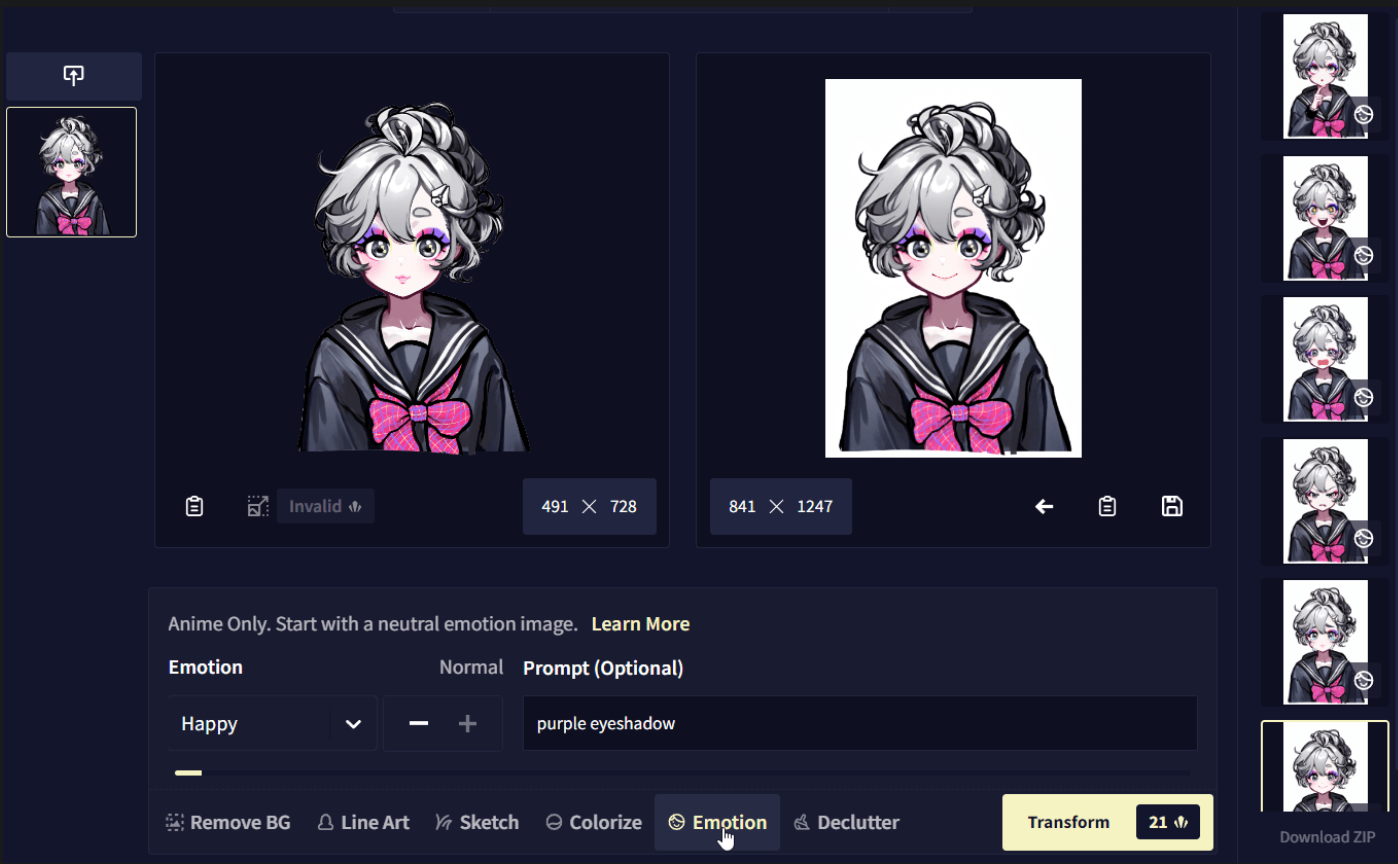 Invalid
491 × 728
841 × 1247
Anime Only. Start with a neutral emotion image. Learn More
Emotion Normal Prompt (Optional)
Happy purple eyeshadow
Remove BG Line Art Sketch Colorize Emotion Declutter Transform 21
Download ZIP